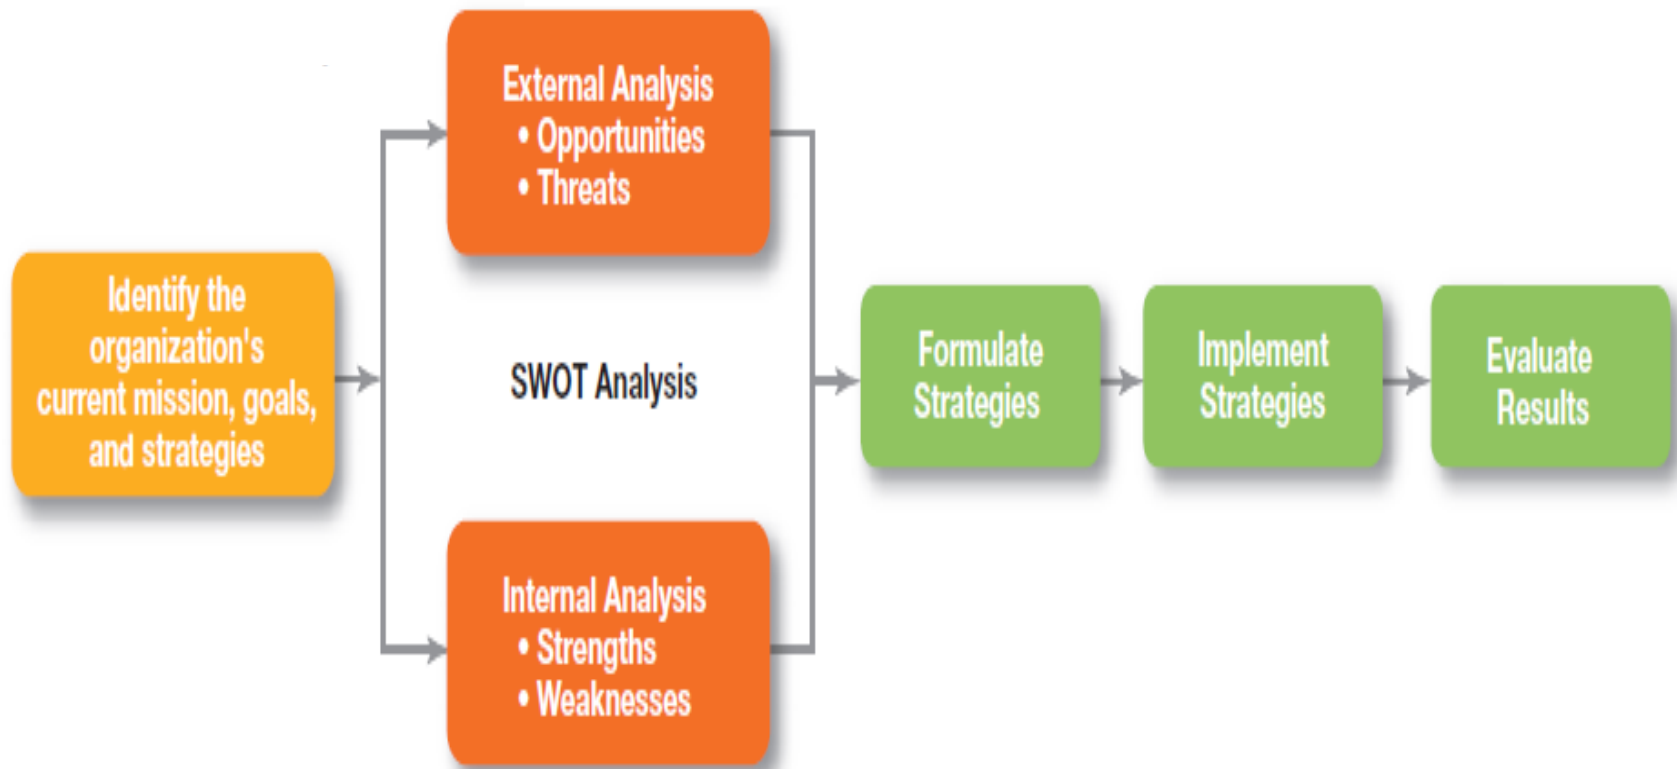 Identify the
organization's
current mission, goals,
and strategies
External Analysis
• Opportunities
• Threats
SWOT Analysis
Internal Analysis
• Strengths
• Weaknesses
Formulate
Strategies
Implement
Strategies
Evaluate
Results